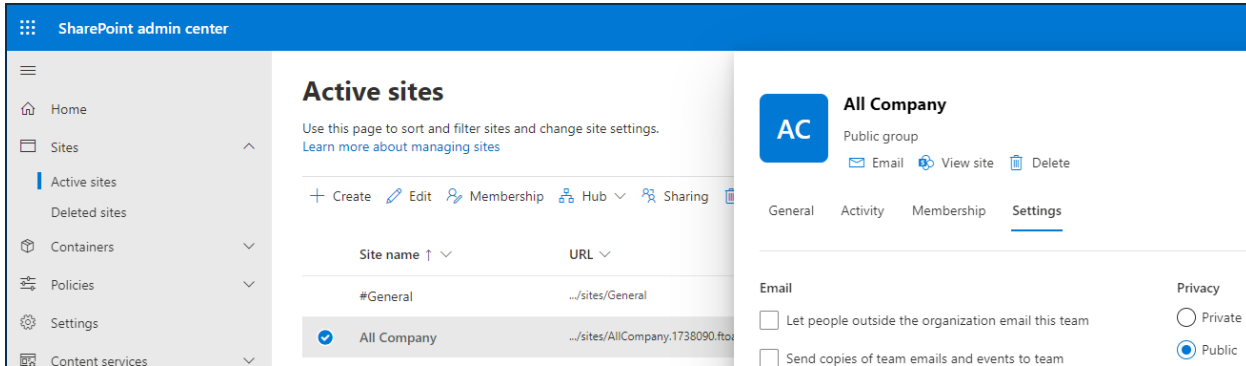 SharePoint admin center
Home
Sites
Active sites
Deleted sites
Containers
Policies
Settings
Content services
Active sites
Use this page to sort and filter sites and change site settings.
Learn more about managing sites
Create Edit Membership Hub Sharing
Site name ↑ URL
#General .../sites/General
All Company .../sites/AllCompany.1738090.ftoa
AC
All Company
Public group
Email View site Delete
General Activity Membership Settings
Email
Let people outside the organization email this team
Send copies of team emails and events to team
Privacy
Private
Public